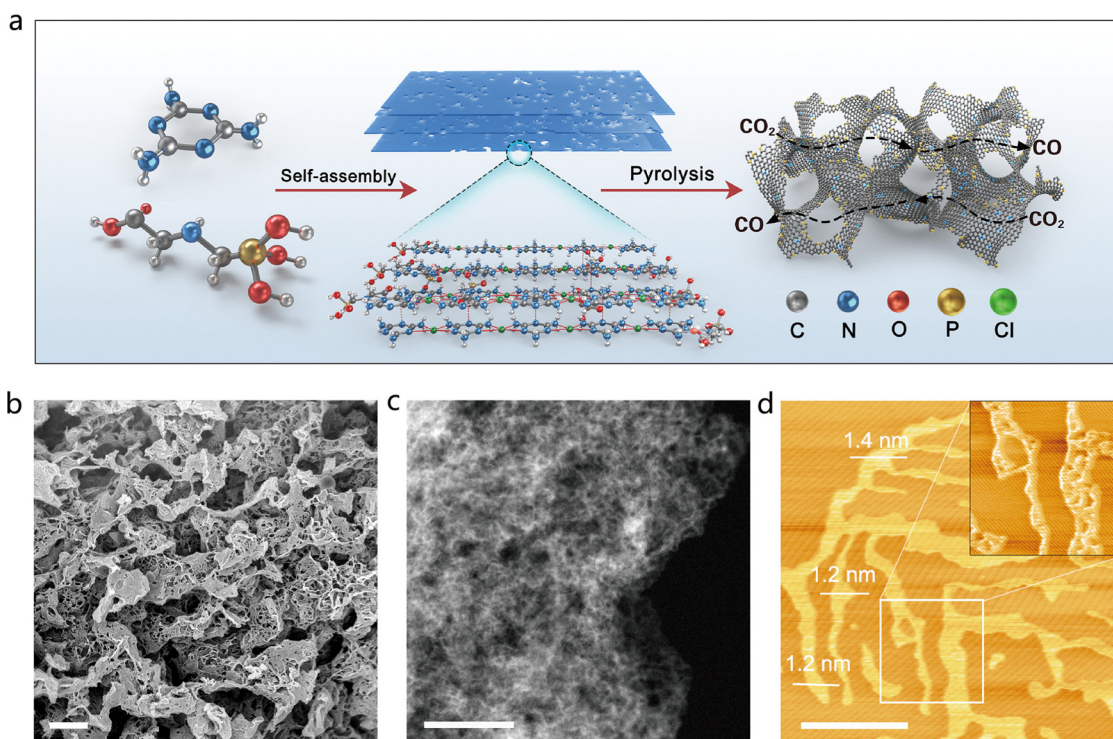 a
Self-assembly
Pyrolysis
CO₂
CO
CO
CO₂
C N O P Cl
b
c
d
1.4 nm
1.2 nm
1.2 nm